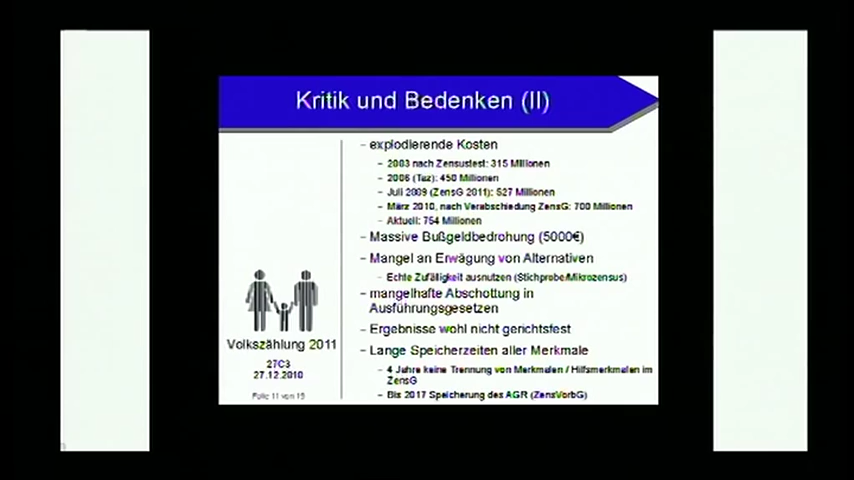 Kritik und Bedenken (II)
– explodierende Kosten
– 2003 nach Zensustest: 315 Millionen
– 2006 (Taz): 450 Millionen
– Juli 2009 (ZensG 2011): 527 Millionen
– März 2010, nach Verabschiedung ZensG: 700 Millionen
– Aktuell: 754 Millionen
– Massive Bußgeldbedrohung (5000€)
– Mangel an Erwägung von Alternativen
– Echte Zufälligkeit ausnutzen (Stichprobe/Mikrozensus)
– mangelhafte Abschottung in
Ausführungsgesetzen
– Ergebnisse wohl nicht gerichtsfest
– Lange Speicherzeiten aller Merkmale
– 4 Jahre keine Trennung von Merkmalen / Hilfsmerkmalen im
ZensG
– Bis 2017 Speicherung des AGR (ZensVorbG)
Volkszählung 2011
27C3
27.12.2010
Folie 11 von 15